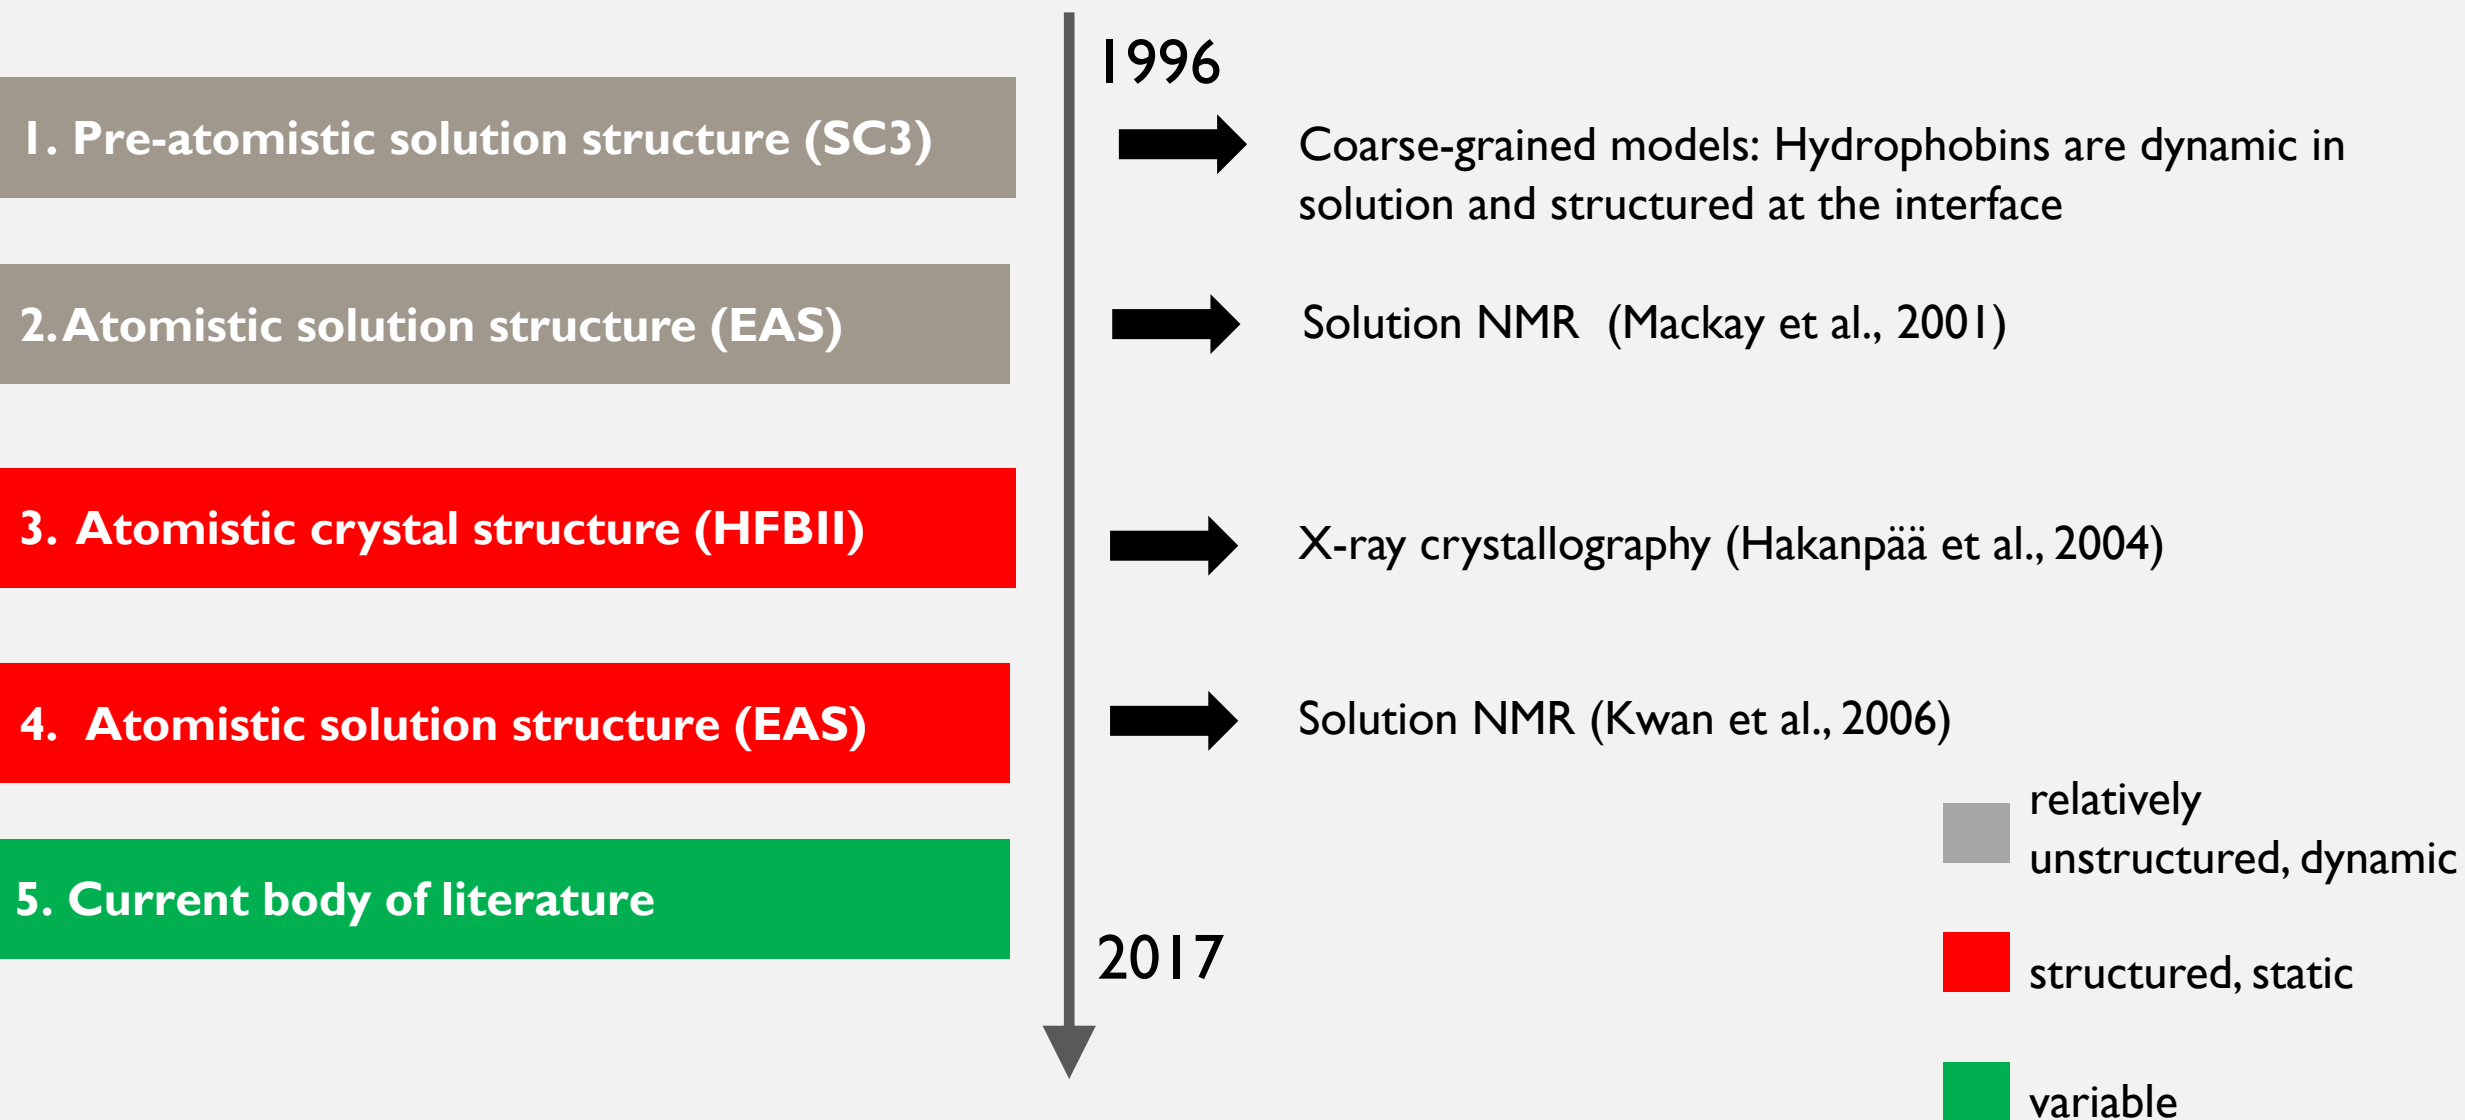 1996
1. Pre-atomistic solution structure (SC3)
Coarse-grained models: Hydrophobins are dynamic in
solution and structured at the interface
2. Atomistic solution structure (EAS)
Solution NMR (Mackay et al., 2001)
3. Atomistic crystal structure (HFBII)
X-ray crystallography (Hakanpää et al., 2004)
4. Atomistic solution structure (EAS)
Solution NMR (Kwan et al., 2006)
5. Current body of literature
2017
relatively
unstructured, dynamic
structured, static
variable